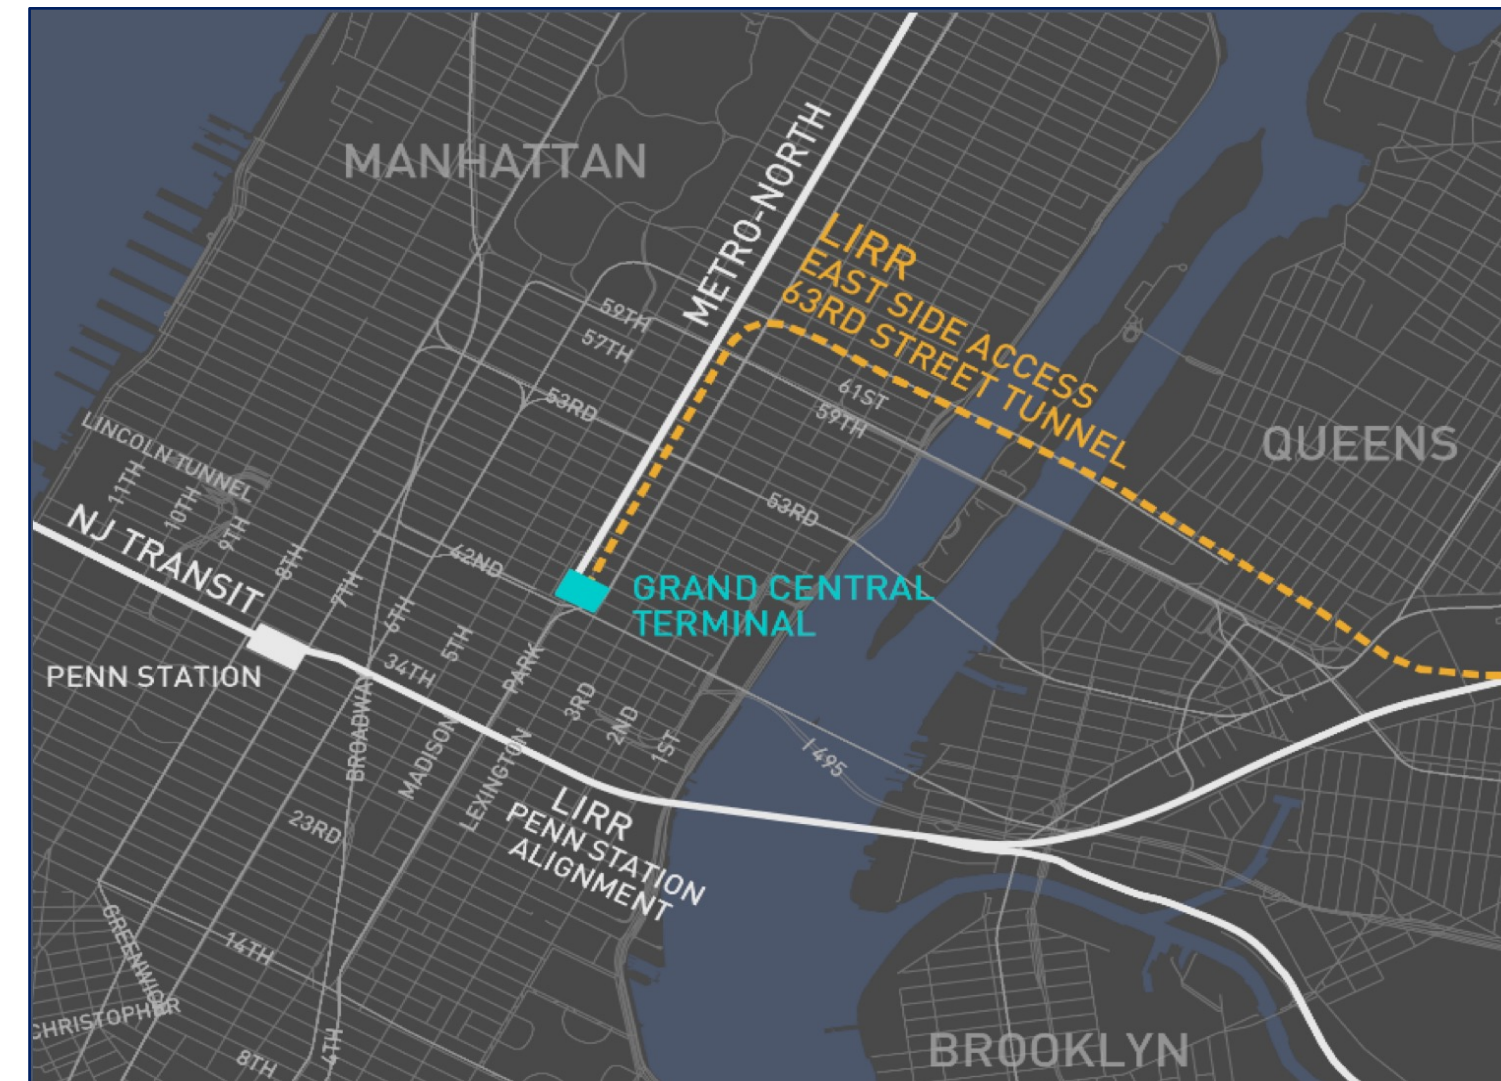 MANHATTAN
METRO-NORTH
LIRR
EAST SIDE ACCESS
63RD STREET TUNNEL
59TH
57TH
53RD
61ST
59TH
QUEENS
LINCOLN TUNNEL
11TH
10TH
9TH
8TH
7TH
6TH
5TH
53RD
42ND
NJ TRANSIT
GRAND CENTRAL
TERMINAL
PENN STATION
34TH
PARK
3RD
2ND
1ST
BROADWAY
MADISON
LEXINGTON
I 495
LIRR
PENN STATION
ALIGNMENT
23RD
14TH
GREENWICH
CHRISTOPHER
8TH
4TH
BROOKLYN